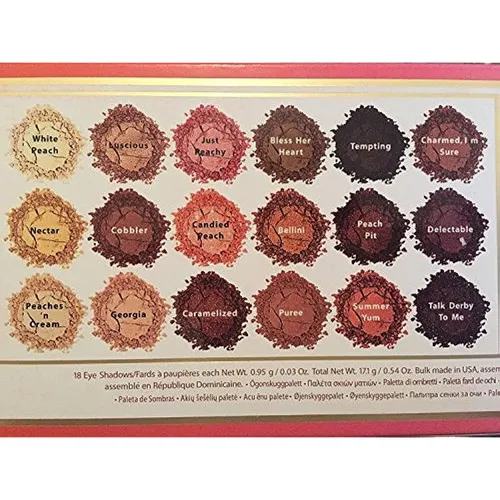 White Peach
Luscious
Just Peachy
Bless Her Heart
Tempting
Charmed, I'm Sure
Nectar
Cobbler
Candied Peach
Bellini
Peach Pit
Delectable
Peaches 'n Cream
Georgia
Caramelized
Puree
Summer Yum
Talk Derby To Me
18 Eye Shadows/Fards à paupières each Net Wt. 0.95 g / 0.03 Oz. Total Net Wt. 17.1 g / 0.54 Oz. Bulk made in USA, assem
assemblé en République Dominicaine. • Ögonskuggpalett • Παλέτα σκιών ματιών • Paletta di ombretti • Paletă fard de ochi
• Paleta de Sombras • Akių šešėlių paletė • Acu ēnu palete • Øjenskyggepalet • Øyenskyggepalett • Палитра сенки за очи • Pale